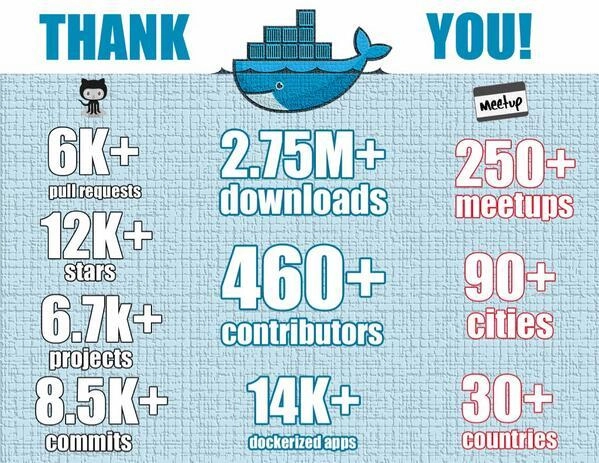 THANK YOU!
Meetup
6K+
pull requests
12K+
stars
6.7k+
projects
8.5K+
commits
2.75M+
downloads
460+
contributors
14K+
dockerized apps
250+
meetups
90+
cities
30+
countries